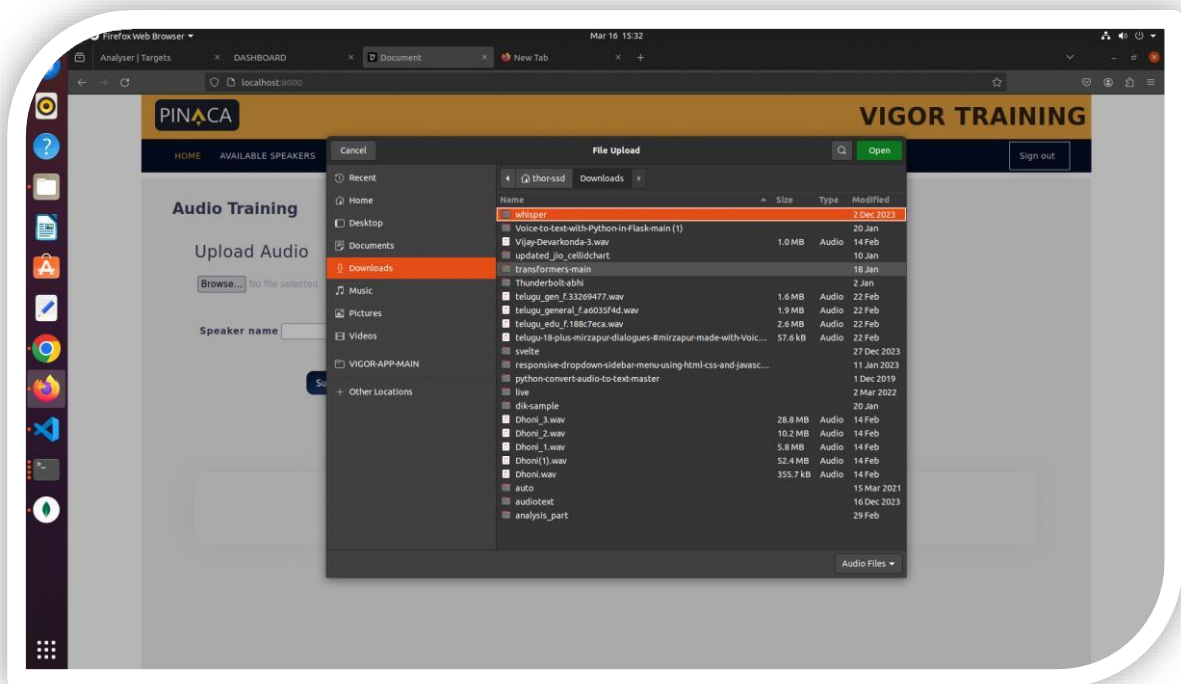 Firefox Web Browser
Mar 16 15:32
Analyser | Targets
DASHBOARD
Document
New Tab
localhost:8000
PINACA
VIGOR TRAINING
HOME AVAILABLE SPEAKERS
Sign out
Audio Training
Upload Audio
Browse... No file selected.
Speaker name
Su
Cancel
File Upload
Open
Recent
Home
Desktop
Documents
Downloads
Music
Pictures
Videos
VIGOR-APP-MAIN
+ Other Locations
thor-ssd Downloads
Name Size Type Modified
whisper 2 Dec 2023
Voice-to-text-with-Python-in-Flask-main (1) 20 Jan
Vijay-Devarkonda-3.wav 1.0 MB Audio 14 Feb
updated_jio_cellidchart 10 Jan
transformers-main 18 Jan
Thunderbolt-abhi 2 Jan
telugu_gen_f.33269477.wav 1.6 MB Audio 22 Feb
telugu_general_f.a6035f4d.wav 1.9 MB Audio 22 Feb
telugu_edu_f.188c7eca.wav 2.6 MB Audio 22 Feb
telugu-18-plus-mirzapur-dialogues-#mirzapur-made-with-Voic... 57.6 kB Audio 22 Feb
svelte 27 Dec 2023
responsive-dropdown-sidebar-menu-using-html-css-and-javasc... 11 Jan 2023
python-convert-audio-to-text-master 1 Dec 2019
live 2 Mar 2022
dik-sample 20 Jan
Dhoni_3.wav 28.8 MB Audio 14 Feb
Dhoni_2.wav 10.2 MB Audio 14 Feb
Dhoni_1.wav 5.8 MB Audio 14 Feb
Dhoni(1).wav 52.4 MB Audio 14 Feb
Dhoni.wav 355.7 kB Audio 14 Feb
auto 15 Mar 2021
audiotext 16 Dec 2023
analysis_part 29 Feb
Audio Files